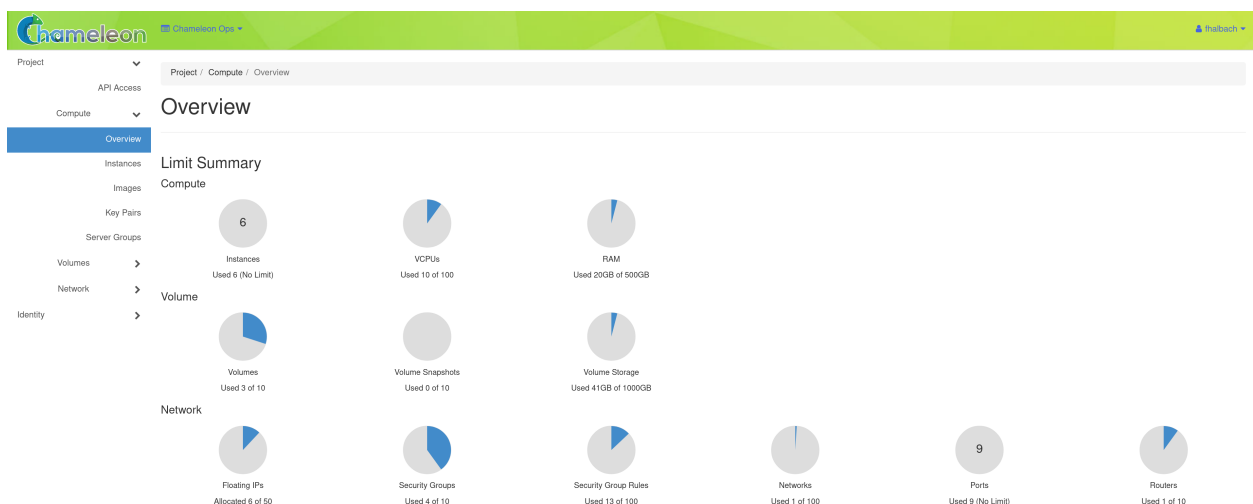 Chameleon
Chameleon Ops
fhalbach
Project
API Access
Compute
Overview
Instances
Images
Key Pairs
Server Groups
Volumes
Network
Identity
Project / Compute / Overview
Overview
Limit Summary
Compute
6
Instances
Used 6 (No Limit)
VCPUs
Used 10 of 100
RAM
Used 20GB of 500GB
Volume
Volumes
Used 3 of 10
Volume Snapshots
Used 0 of 10
Volume Storage
Used 41GB of 1000GB
Network
Floating IPs
Allocated 6 of 50
Security Groups
Used 4 of 10
Security Group Rules
Used 13 of 100
Networks
Used 1 of 100
9
Ports
Used 9 (No Limit)
Routers
Used 1 of 10